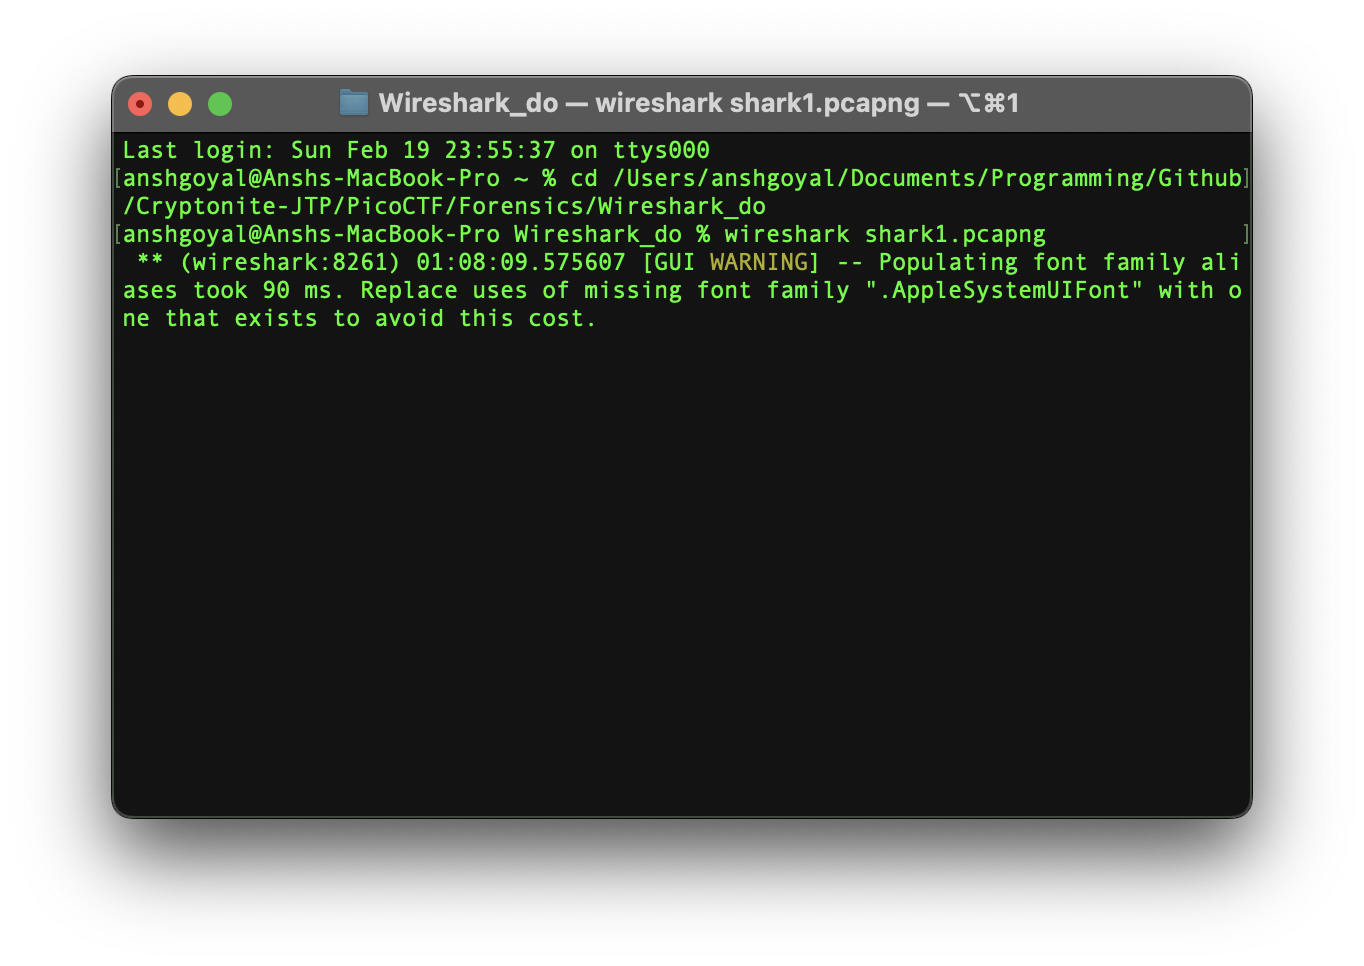 Wireshark_do — wireshark shark1.pcapng — ⌥⌘1
Last login: Sun Feb 19 23:55:37 on ttys000
[anshgoyal@Anshs-MacBook-Pro ~ % cd /Users/anshgoyal/Documents/Programming/Github]
/Cryptonite-JTP/PicoCTF/Forensics/Wireshark_do
[anshgoyal@Anshs-MacBook-Pro Wireshark_do % wireshark shark1.pcapng ]
** (wireshark:8261) 01:08:09.575607 [GUI WARNING] -- Populating font family ali
ases took 90 ms. Replace uses of missing font family ".AppleSystemUIFont" with o
ne that exists to avoid this cost.